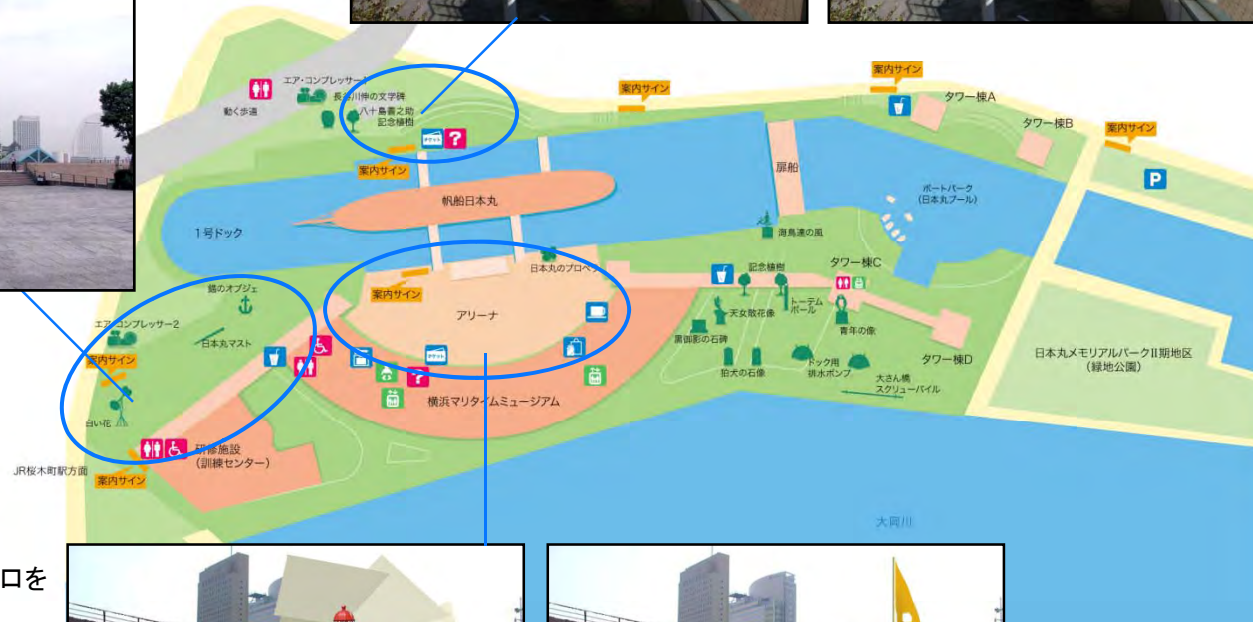 エア・コンプレッサー1
長谷川伸の文字碑
動く歩道
八十島義之助
記念植樹
チケット
案内サイン
案内サイン
案内サイン
タワー棟A
タワー棟B
案内サイン
P
扉船
ボートパーク
(日本丸プール)
帆船日本丸
1号ドック
海鳥達の風
日本丸のプロペラ
記念植樹
タワー棟C
錨のオブジェ
案内サイン
アリーナ
トーテム
ポール
天女散花像
青年の像
エア・コンプレッサー2
日本丸マスト
黒御影の石碑
案内サイン
チケット
狛犬の石像
ドック用
排水ポンプ
タワー棟D
大さん橋
スクリューパイル
日本丸メモリアルパークII期地区
(緑地公園)
横浜マリタイムミュージアム
白い花
研修施設
(訓練センター)
JR桜木町駅方面
案内サイン
大岡川
ロを